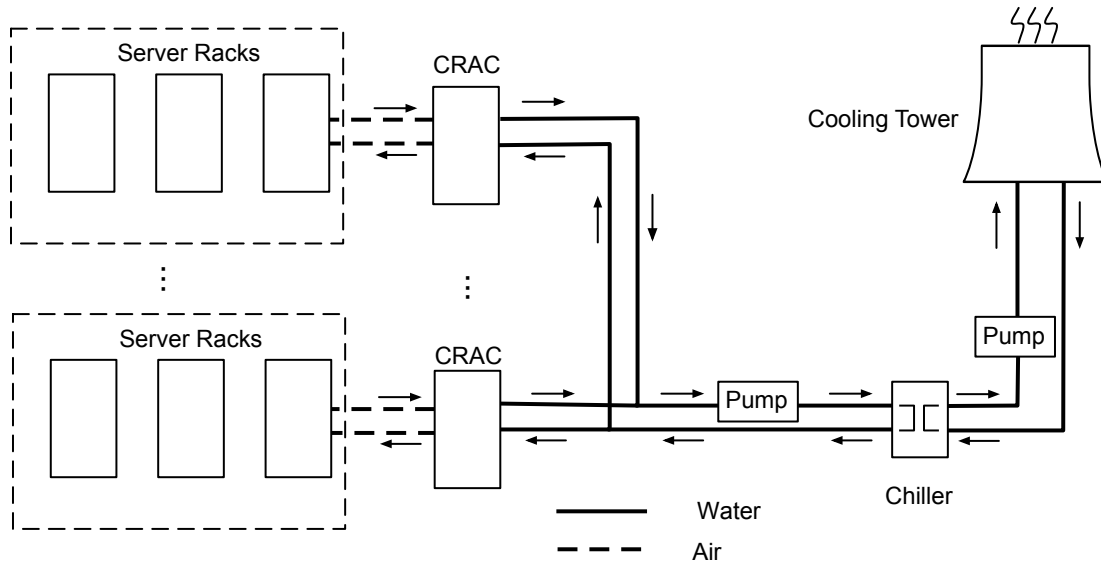 Server Racks
CRAC
Cooling Tower
Server Racks
CRAC
Pump
Pump
Chiller
Water
Air